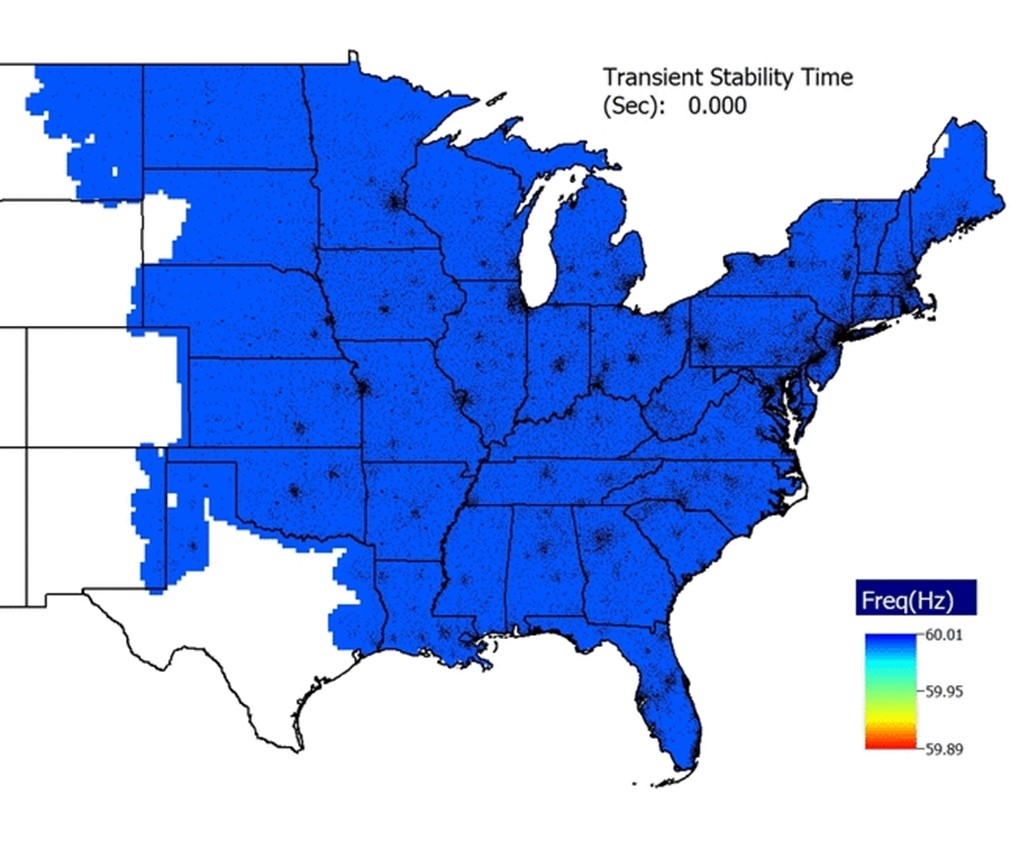 Transient Stability Time
(Sec): 0.000
Freq(Hz)
60.01
59.95
59.89